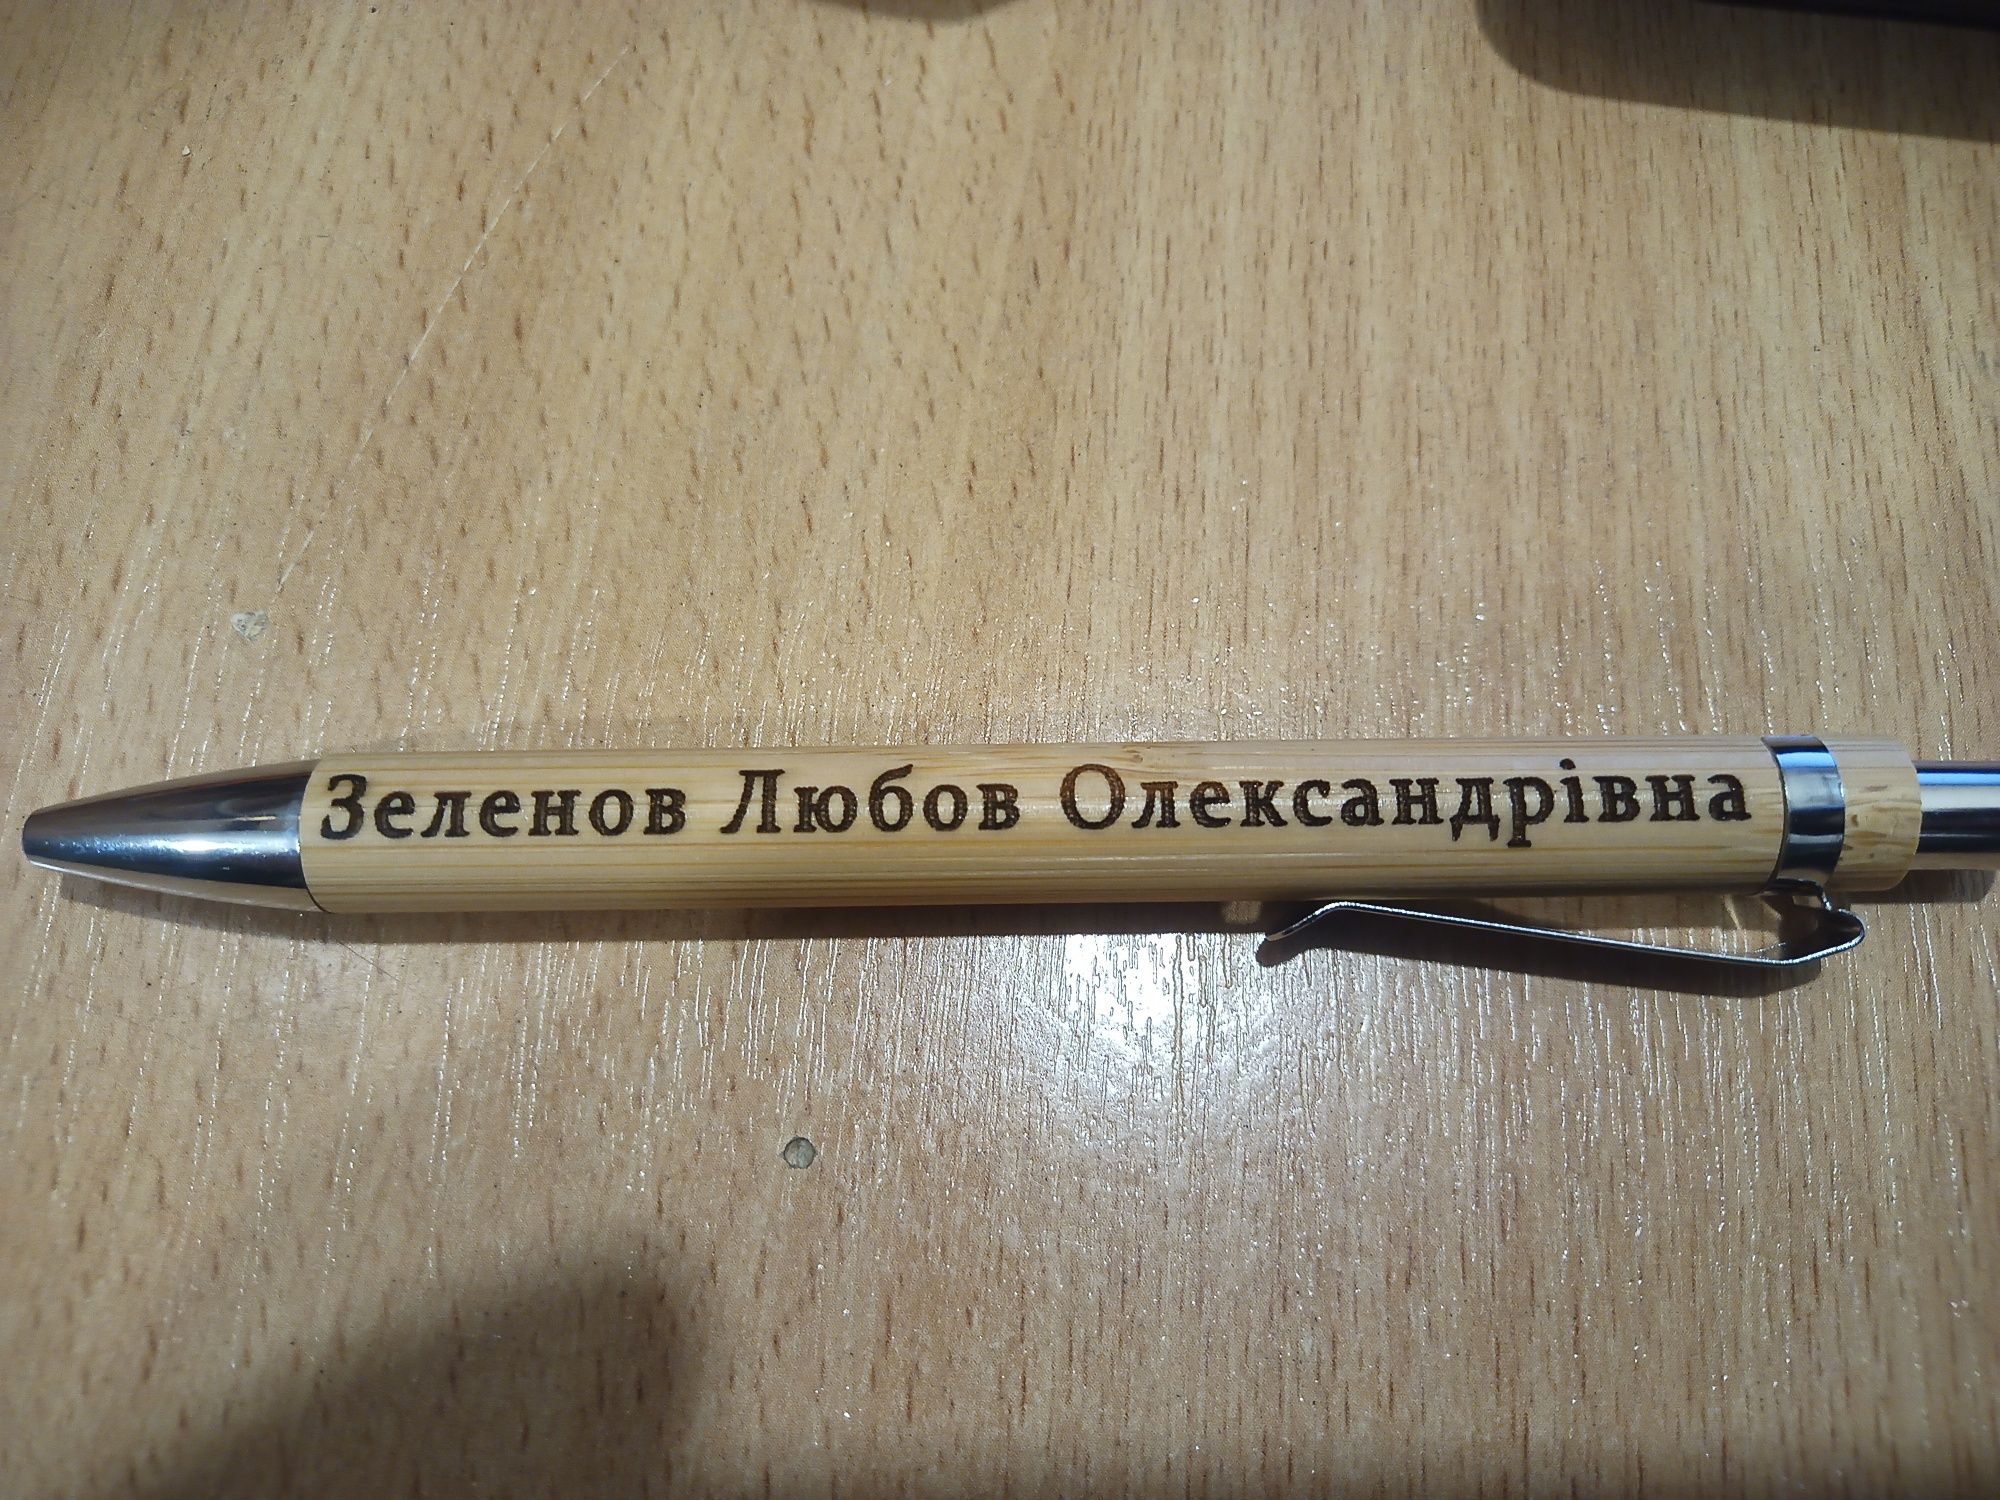 Зеленов Любов Олександрівна